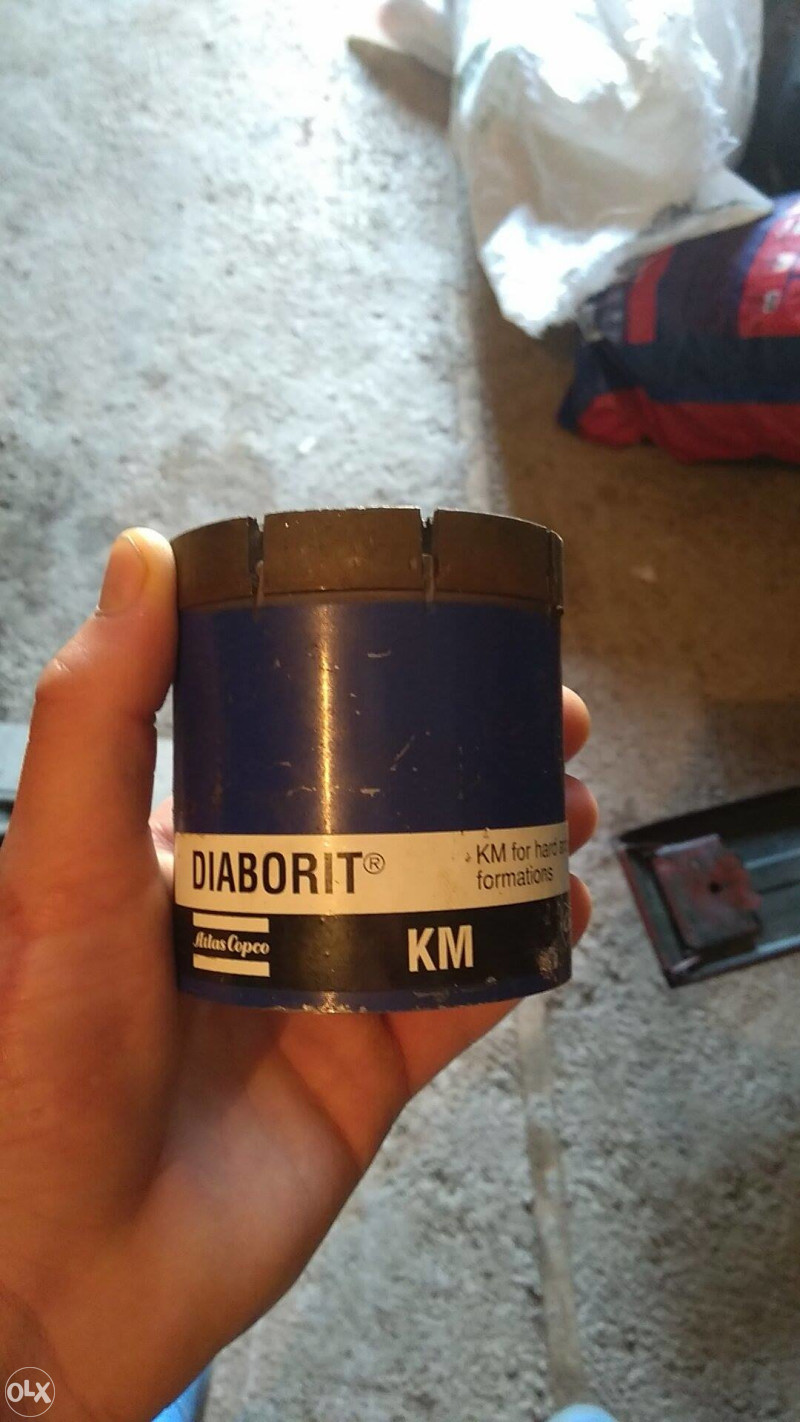 DIABORIT®
KM for hard
formations
Atlas Copco
KM
OLX